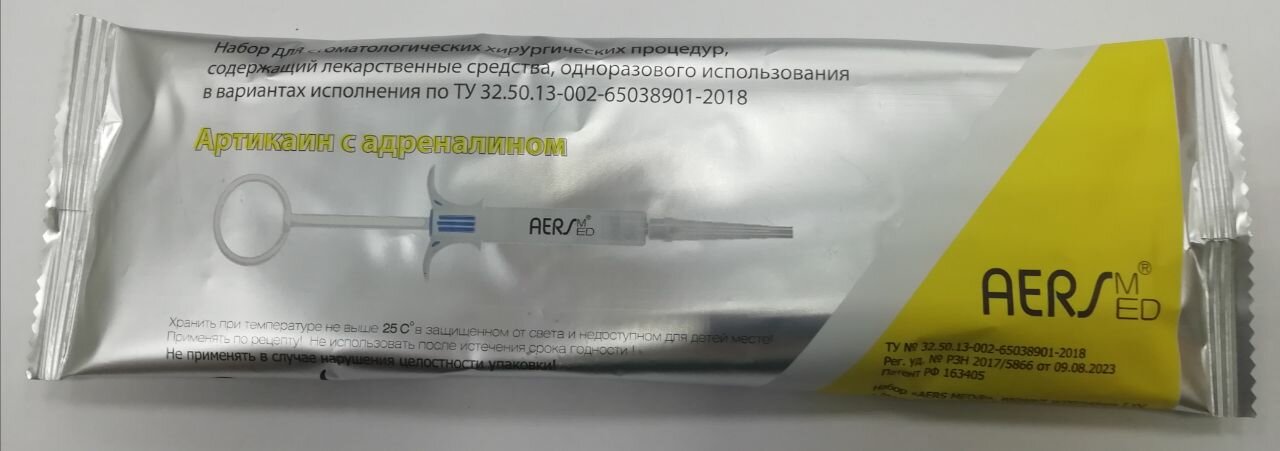 Набор для стоматологических хирургических процедур,
содержащий лекарственные средства, одноразового использования
в вариантах исполнения по ТУ 32.50.13-002-65038901-2018
Артикаин с адреналином
AERS MED®
Хранить при температуре не выше 25 C° в защищенном от света и недоступном для детей месте!
Применять по рецепту! Не использовать после истечения срока годности !
Не применять в случае нарушения целостности упаковки!
AERS MED®
ТУ № 32.50.13-002-65038901-2018
Рег. уд. № РЗН 2017/5866 от 09.08.2023
Патент РФ 163405
Набор «AERS MED